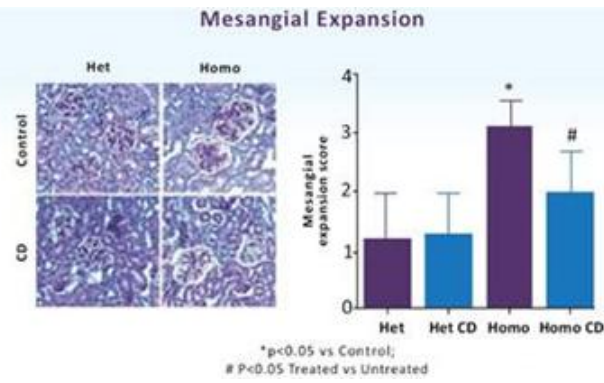 Mesangial Expansion
Het
Homo
Control
CD
Mesangial
expansion score
4
3
2
1
0
*
#
Het
Het CD
Homo
Homo CD
*p<0.05 vs Control;
# P<0.05 Treated vs Untreated